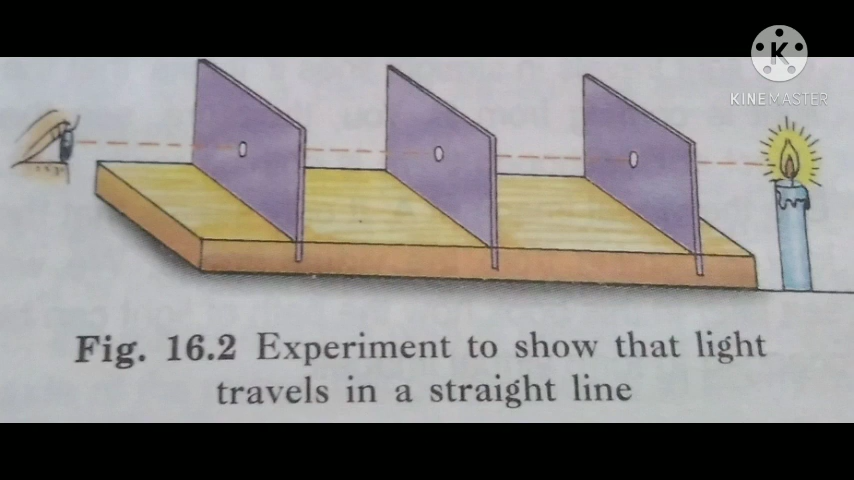 K
KINEMASTER
Fig. 16.2 Experiment to show that light
travels in a straight line